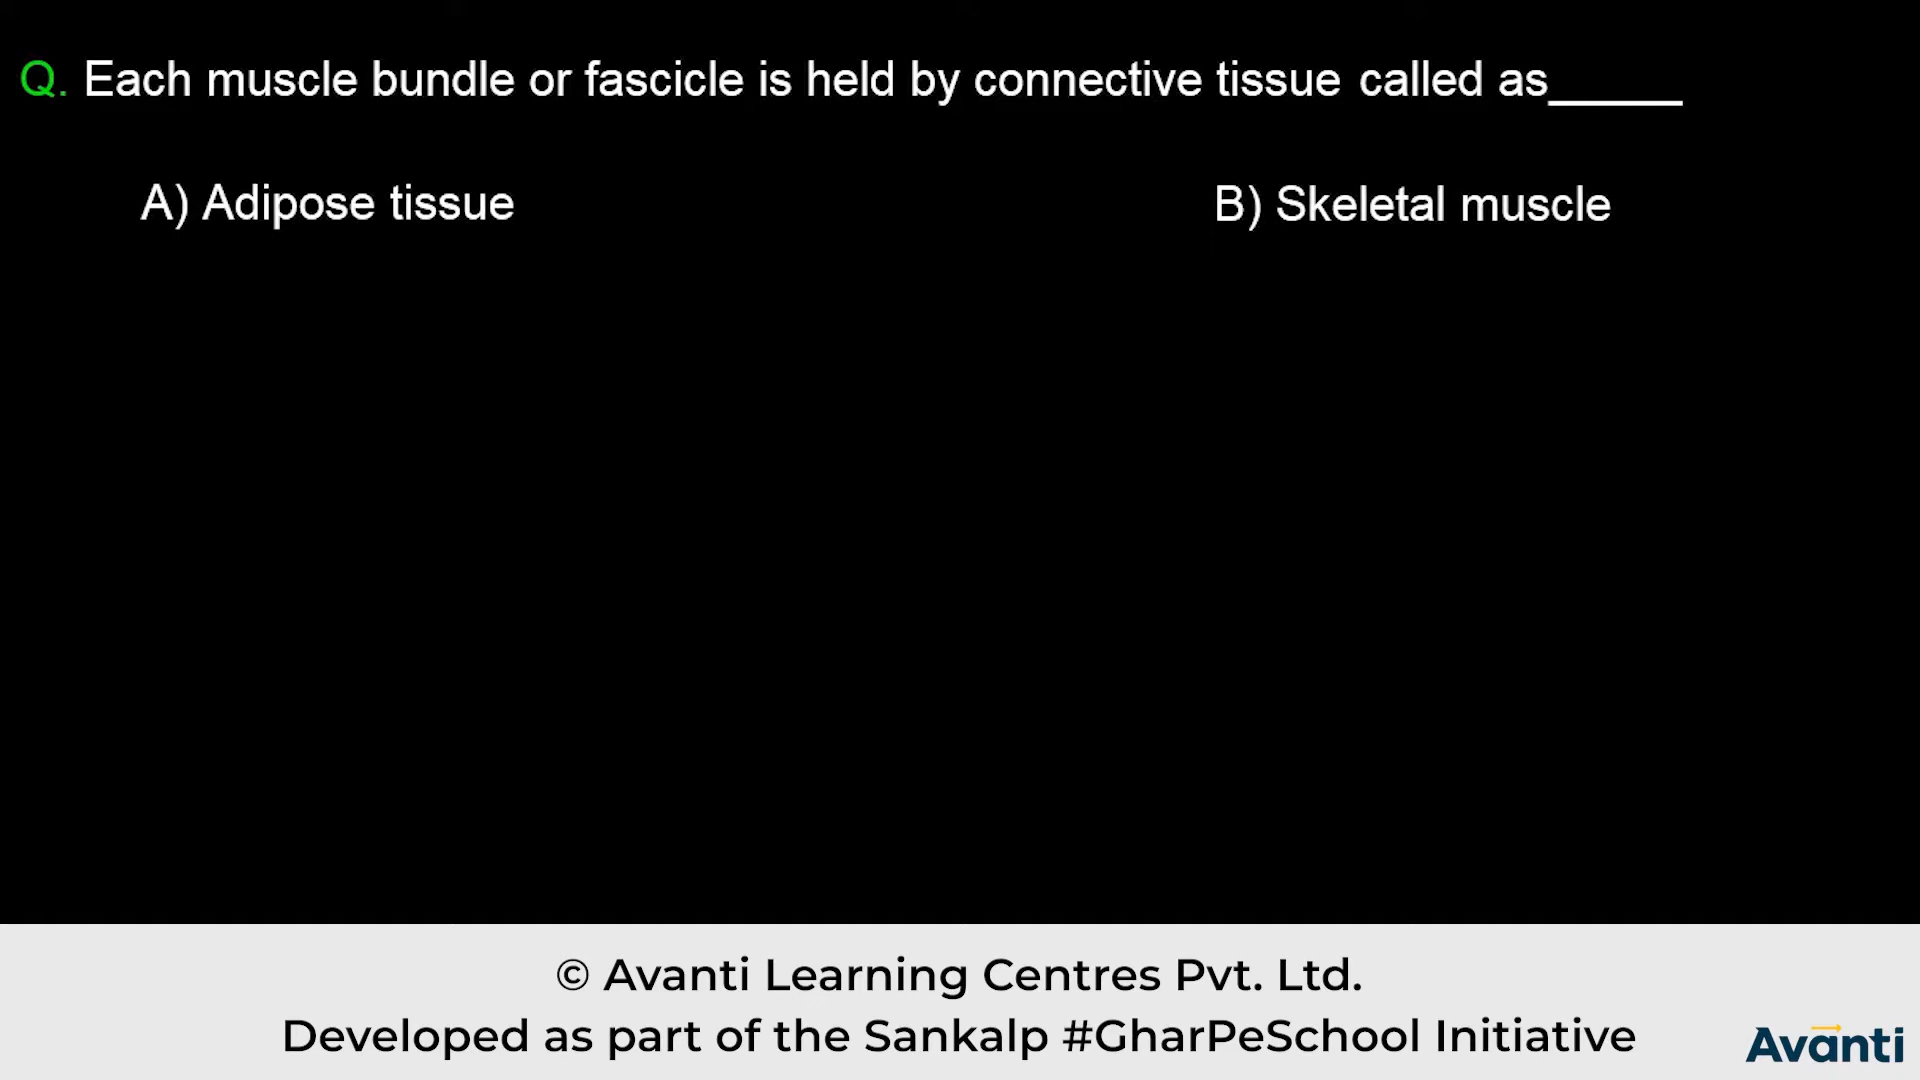 Q. Each muscle bundle or fascicle is held by connective tissue called as_____
A) Adipose tissue
B) Skeletal muscle
© Avanti Learning Centres Pvt. Ltd.
Developed as part of the Sankalp #GharPeSchool Initiative
Avanti